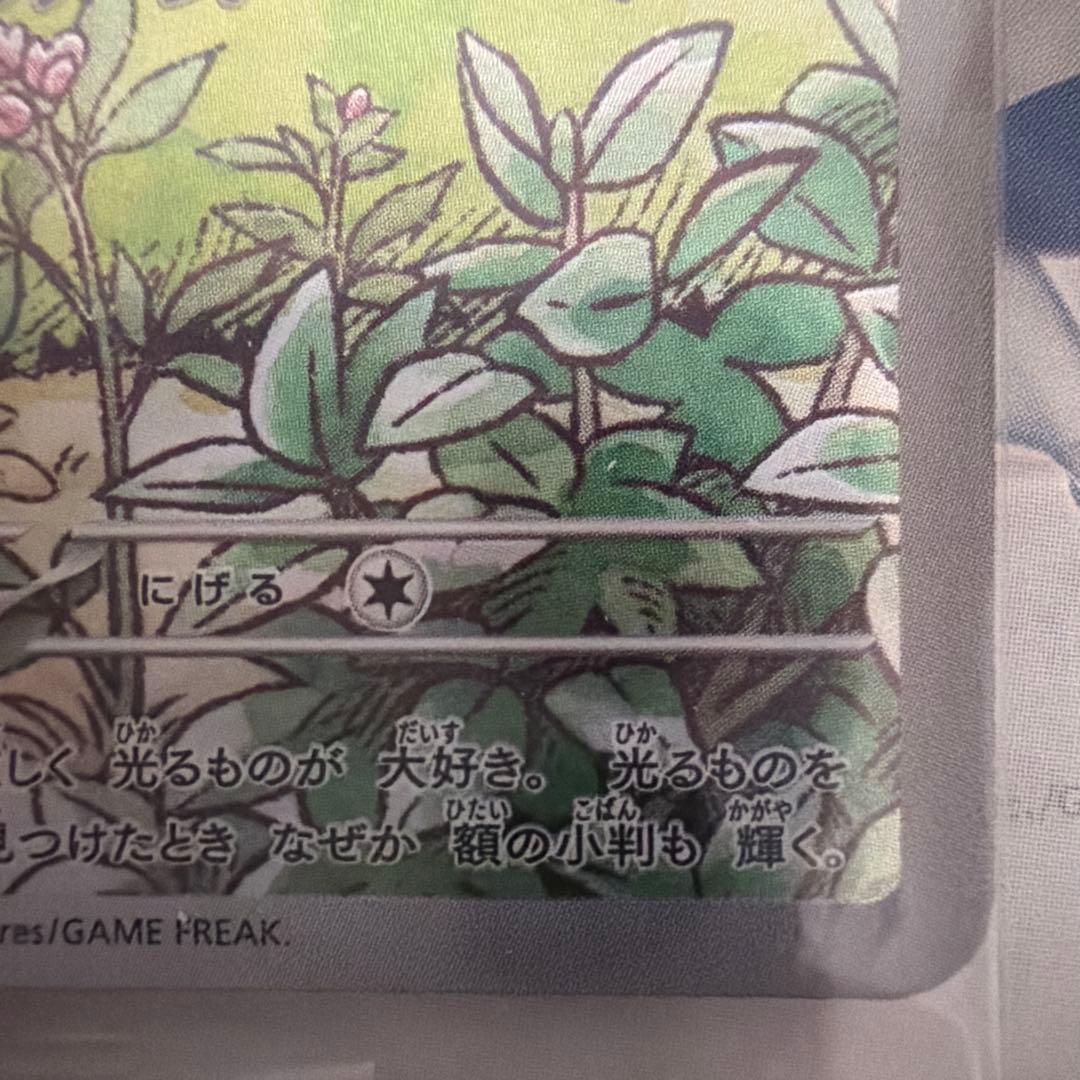 にげる
しく 光るものが 大好き。 光るものを
見つけたとき なぜか 額の小判も 輝く。
res/GAME FREAK.